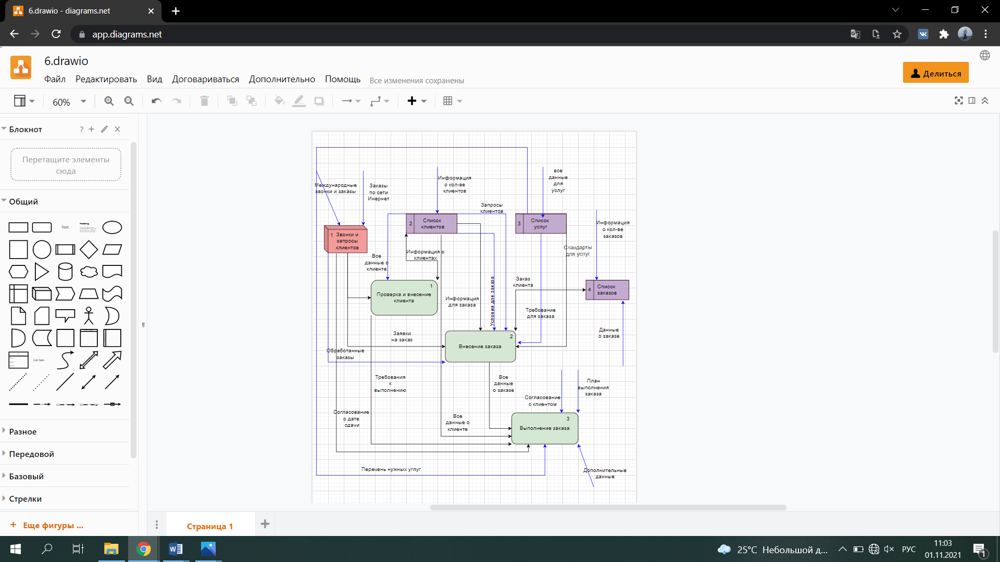 6.drawio - diagrams.net
app.diagrams.net
6.drawio
Файл Редактировать Вид Договариваться Дополнительно Помощь Все изменения сохранены
Делиться
60%
Блокнот
?
Перетащите элементы
сюда
Общий
Text
Heading
List Item
Разное
Передовой
Базовый
Стрелки
+ Еще фигуры ...
Международные
звонки и заказы
Заказы
по сети
Инернет
Информация
о кол-ве
клиентов
все
данные
для
услуг
Запросы
клиентов
2
Список
клиентов
3
Список
услуг
Информация
о кол-ве
заказов
1 Звонки и
запросы
клиентов
Стандарты
для услуг
Все
данные о
клиенте
Информация о
клиентах
1
Проверка и внесение
клиента
Информация
для заказа
Условия для заказа
Заказ
клиента
4
Список
заказов
Требование
для заказа
Данные
о заказе
Заявки
на заказ
2
Внесение заказа
Обработанные
заказы
Требования
к
выполнению
Все
данные
о заказе
План
выполнения
заказа
Согласование
с клиентом
Согласование
о дате
сдачи
Все
данные о
клиенте
3
Выполнение заказа
Перечень нужных услуг
Дополнительные
данные
Страница 1
25°C Небольшой д...
РУС
11:03
01.11.2021
1